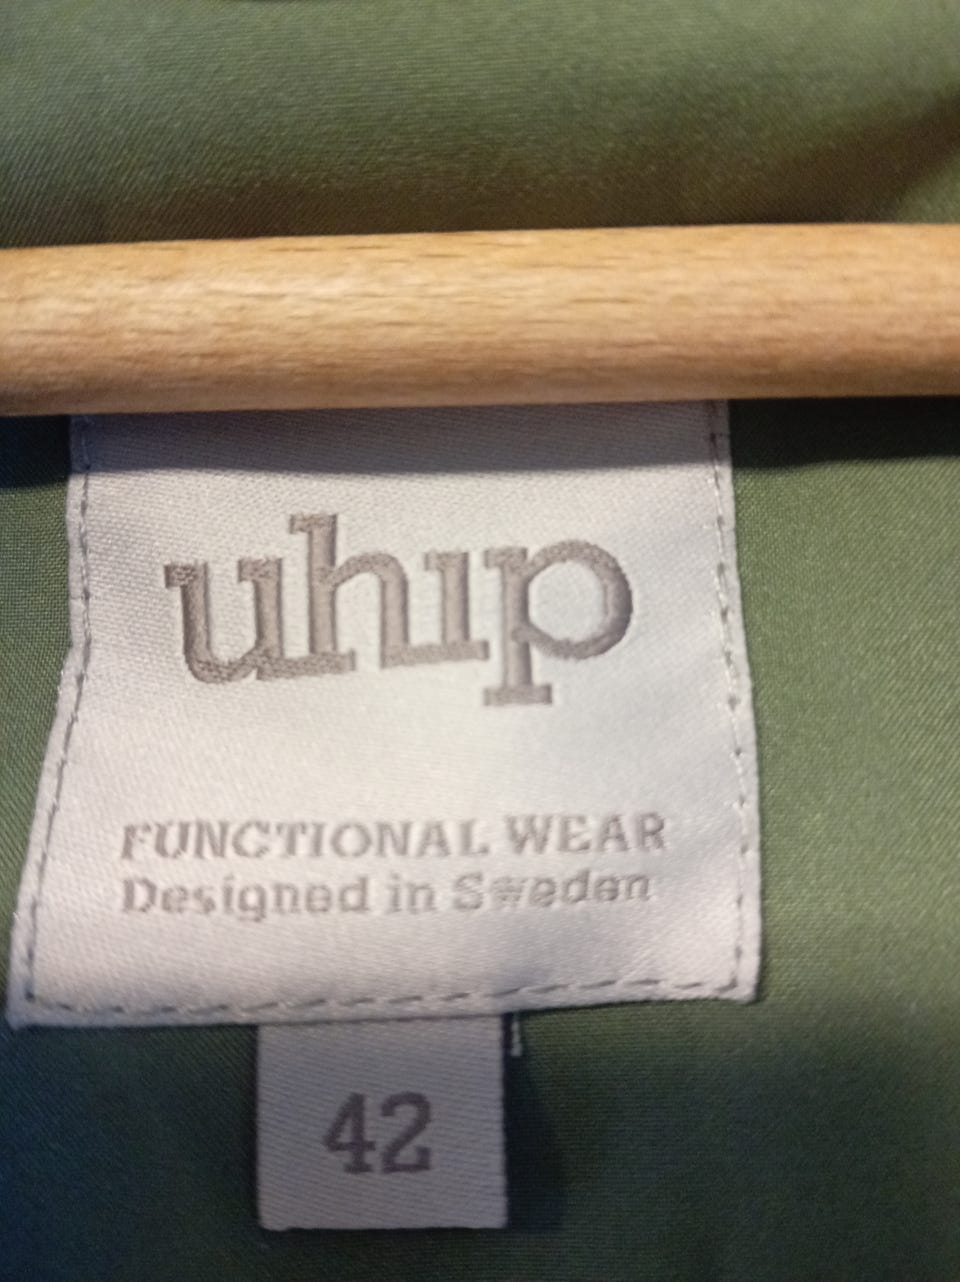 uhip
FUNCTIONAL WEAR
Designed in Sweden
42